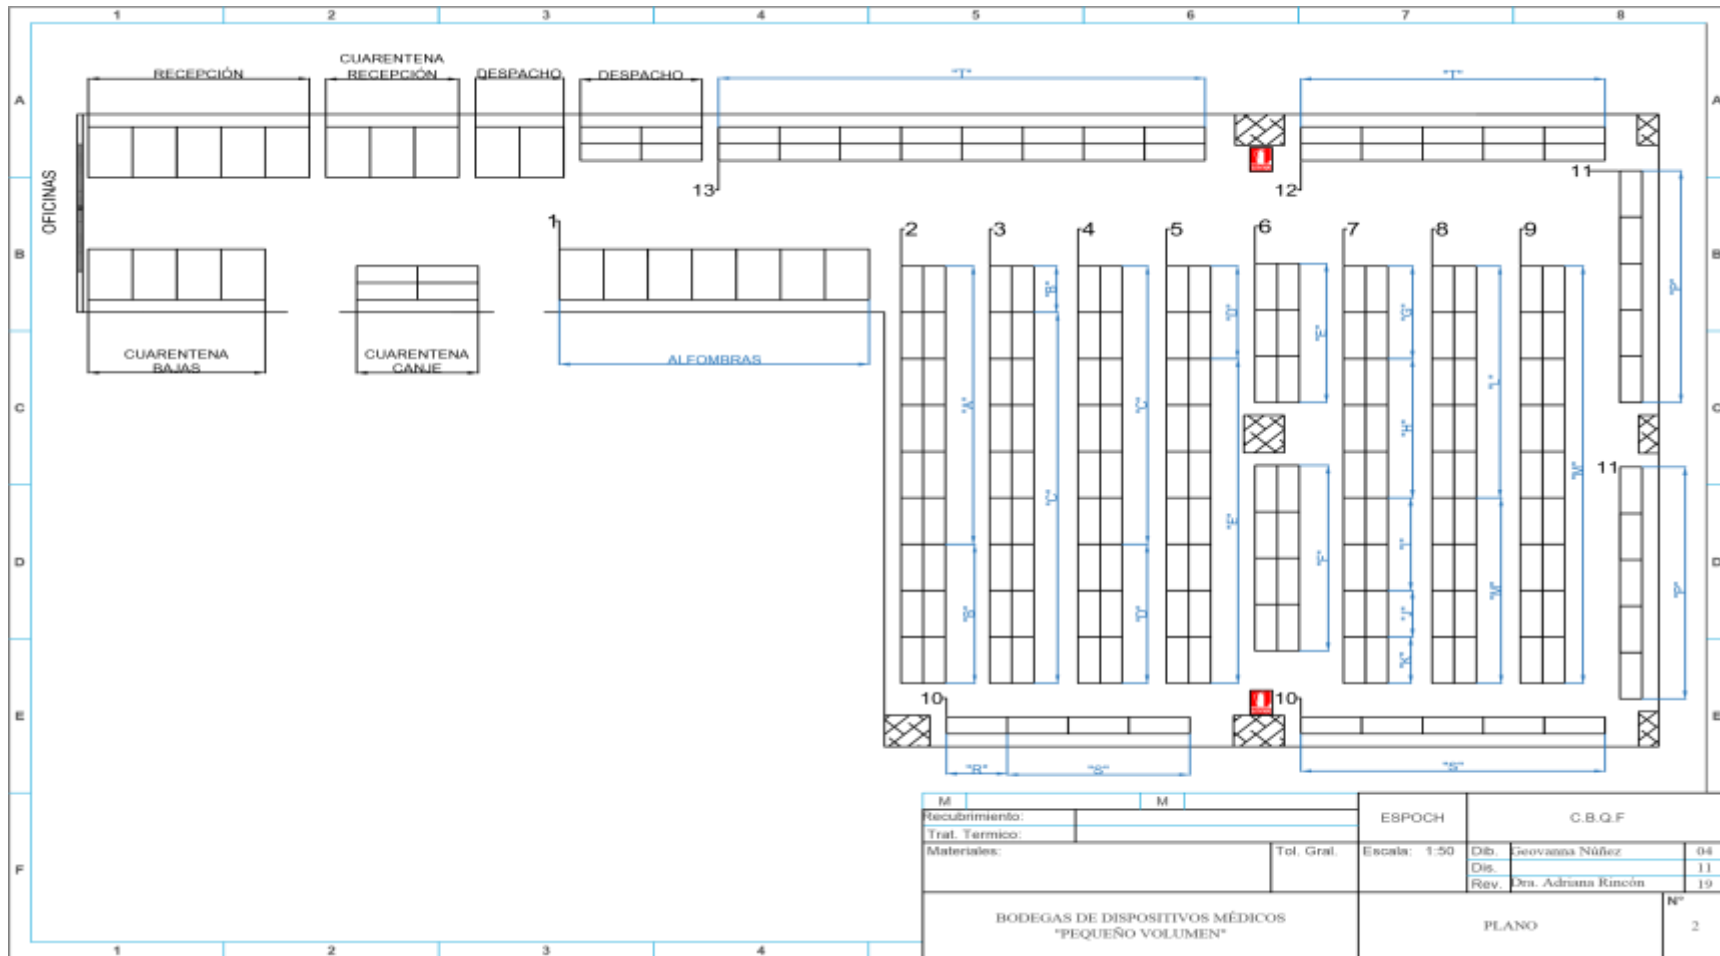 1 2 3 4 5 6 7 8
CUARENTENA
RECEPCIÓN RECEPCIÓN DESPACHO DESPACHO "T" "T"
A A
13 12 11
OFICINAS
1 2 3 4 5 6 7 8 9
B B
"B" "D" "E" "G" "P"
CUARENTENA
BAJAS
CUARENTENA
CANJE
ALFOMBRAS
"A" "C" "H" "L"
C C
11
"C" "E" "F" "I" "M" "M" "P"
D D
"B" "D" "J" "K"
10 10
E E
"R" "S" "S"
M M
Recubrimiento:
Trat. Termico:
ESPOCH C.B.Q.F
Materiales: Tol. Gral. Escala: 1:50 Dib. Geovanna Núñez 04
Dis. 11
Rev. Dra. Adriana Rincón 19
F
BODEGAS DE DISPOSITIVOS MÉDICOS
"PEQUEÑO VOLUMEN"
PLANO
N°
2
1 2 3 4